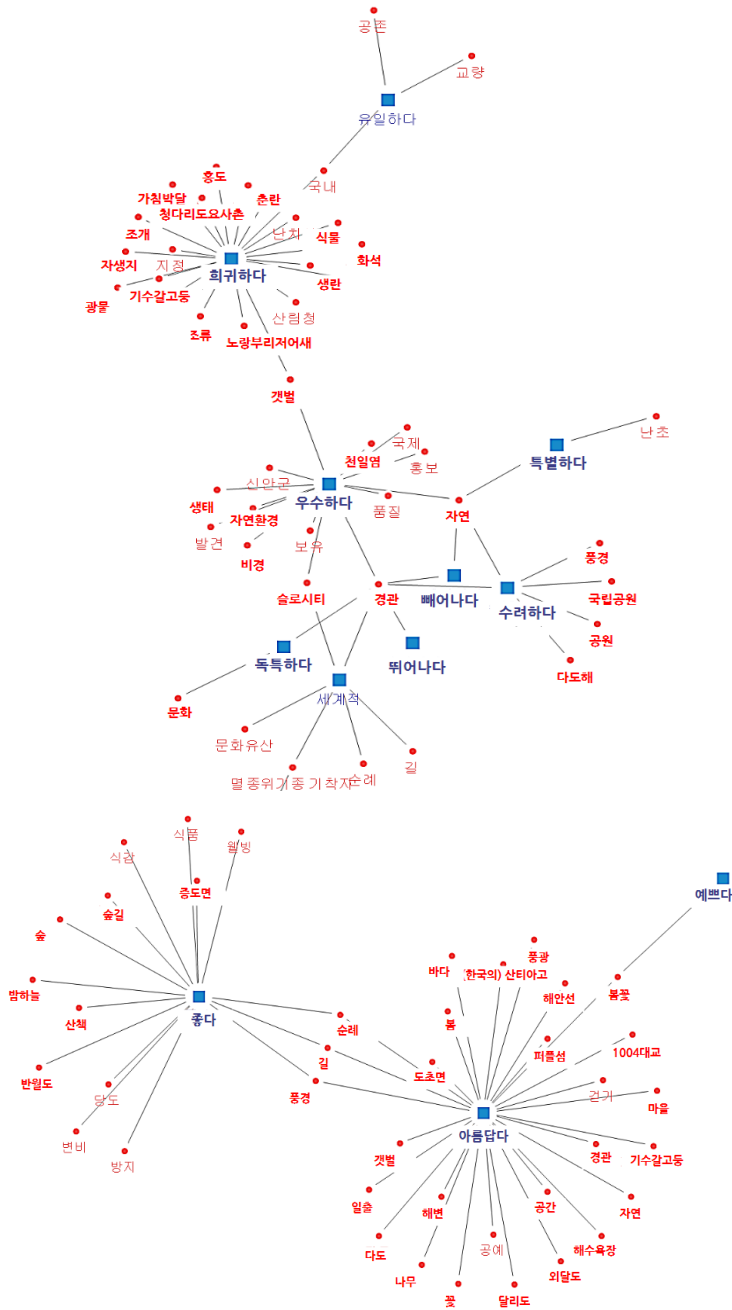 공존
교량
유일하다
국내
홍도
가침박달
춘란
청다리도요사촌
조개
난차
식물
자생지
지정
화석
희귀하다
생란
광물
기수갈고둥
산림청
조류
노랑부리저어새
갯벌
난초
국제
천일염
특별하다
홍보
신안군
우수하다
생태
품질
자연환경
자연
발견
보유
비경
풍경
슬로시티
경관
빼어나다
국립공원
수려하다
공원
독특하다
뛰어나다
다도해
세계적
문화
문화유산
길
멸종위기종
기착지
순례
식품
웰빙
식감
증도면
예쁘다
숲길
숲
풍광
바다
(한국의) 산티아고
밤하늘
해안선
봄꽃
산책
좋다
순례
봄
퍼플섬
1004대교
길
반월도
도초면
풍경
당도
걷기
마을
아름답다
변비
갯벌
경관
기수갈고둥
방지
일출
해변
공간
자연
다도
공예
해수욕장
나무
외달도
꽃
달리도